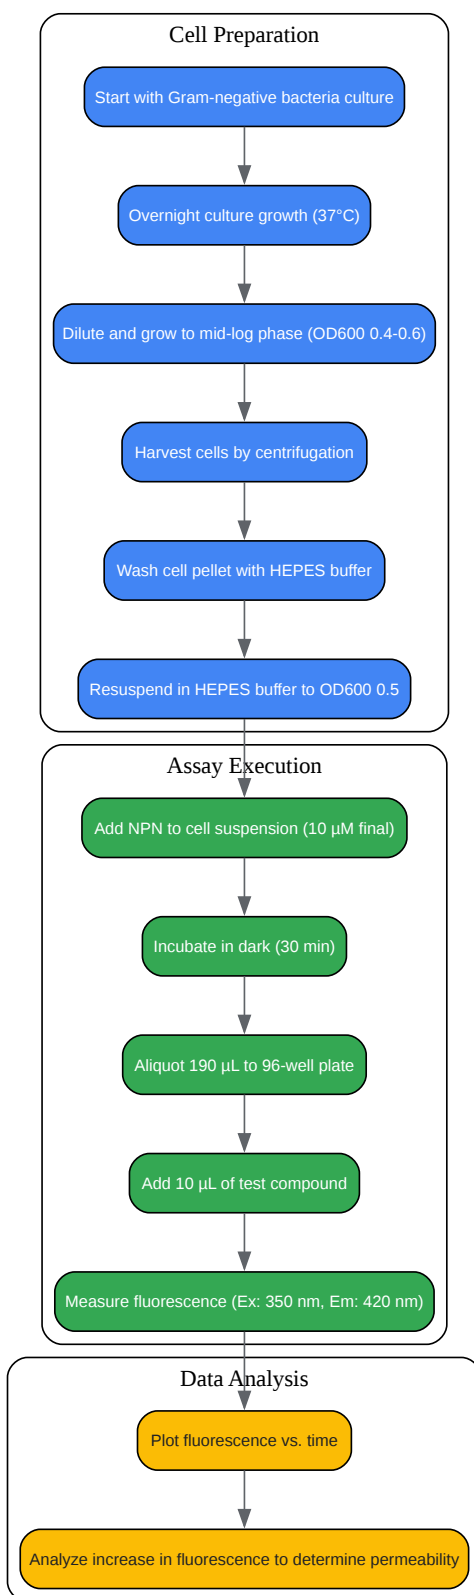 Cell Preparation
Start with Gram-negative bacteria culture
Overnight culture growth (37°C)
Dilute and grow to mid-log phase (OD600 0.4-0.6)
Harvest cells by centrifugation
Wash cell pellet with HEPES buffer
Resuspend in HEPES buffer to OD600 0.5
Assay Execution
Add NPN to cell suspension (10 µM final)
Incubate in dark (30 min)
Aliquot 190 µL to 96-well plate
Add 10 µL of test compound
Measure fluorescence (Ex: 350 nm, Em: 420 nm)
Data Analysis
Plot fluorescence vs. time
Analyze increase in fluorescence to determine permeability